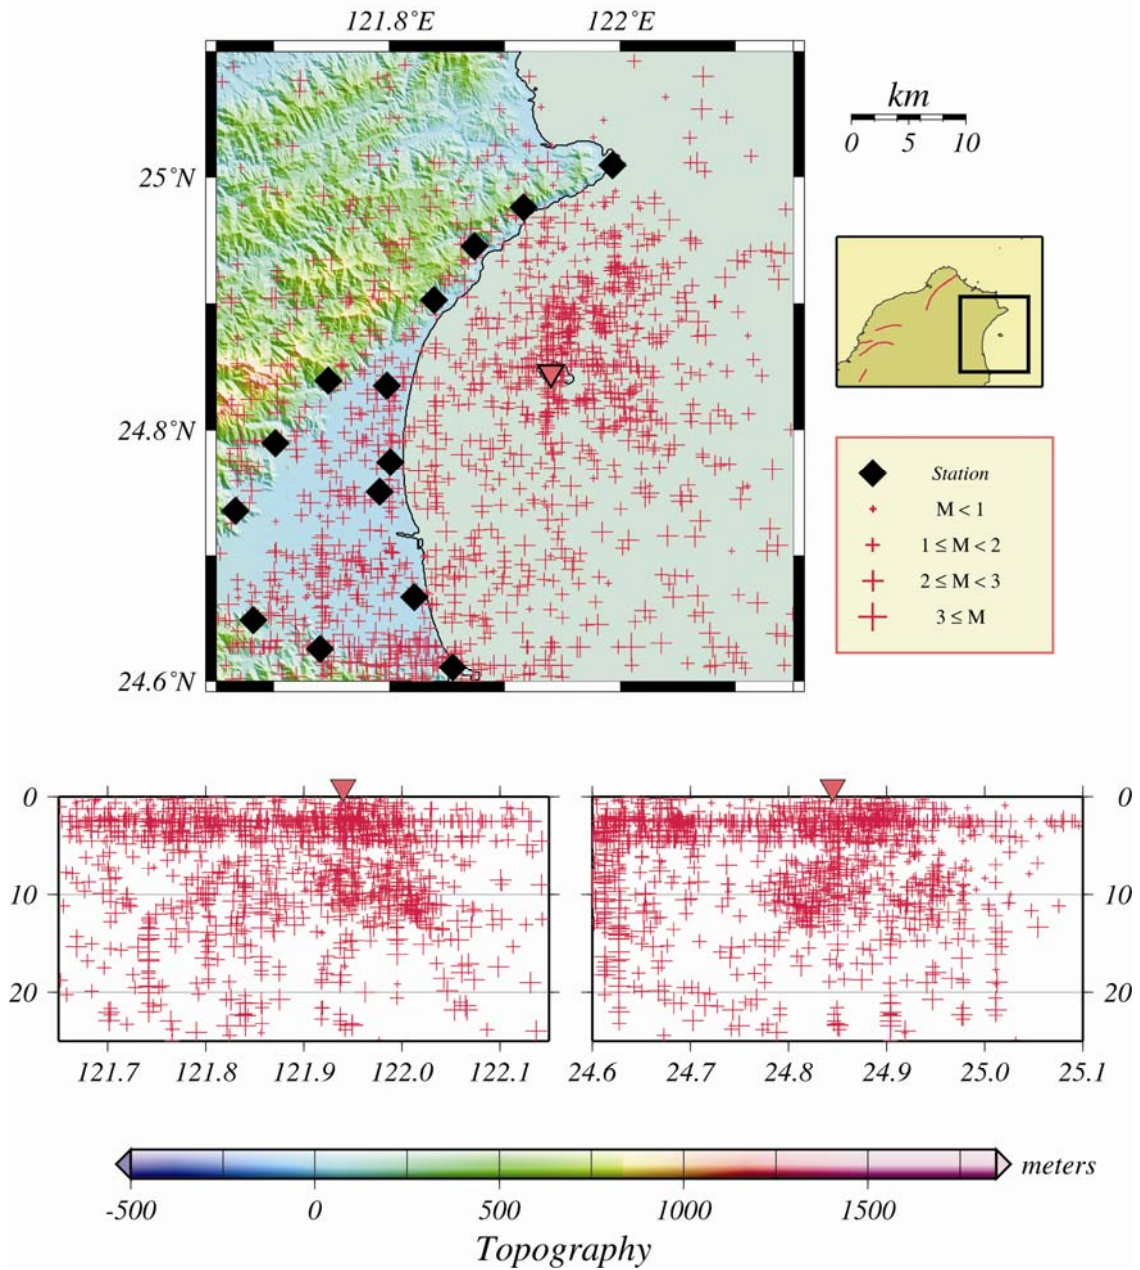 121.8°E 122°E
km
0 5 10
25°N
24.8°N
24.6°N
Station
M < 1
1 ≤ M < 2
2 ≤ M < 3
3 ≤ M
0 0
10 10
20 20
121.7 121.8 121.9 122.0 122.1
24.6 24.7 24.8 24.9 25.0 25.1
meters
-500 0 500 1000 1500
Topography